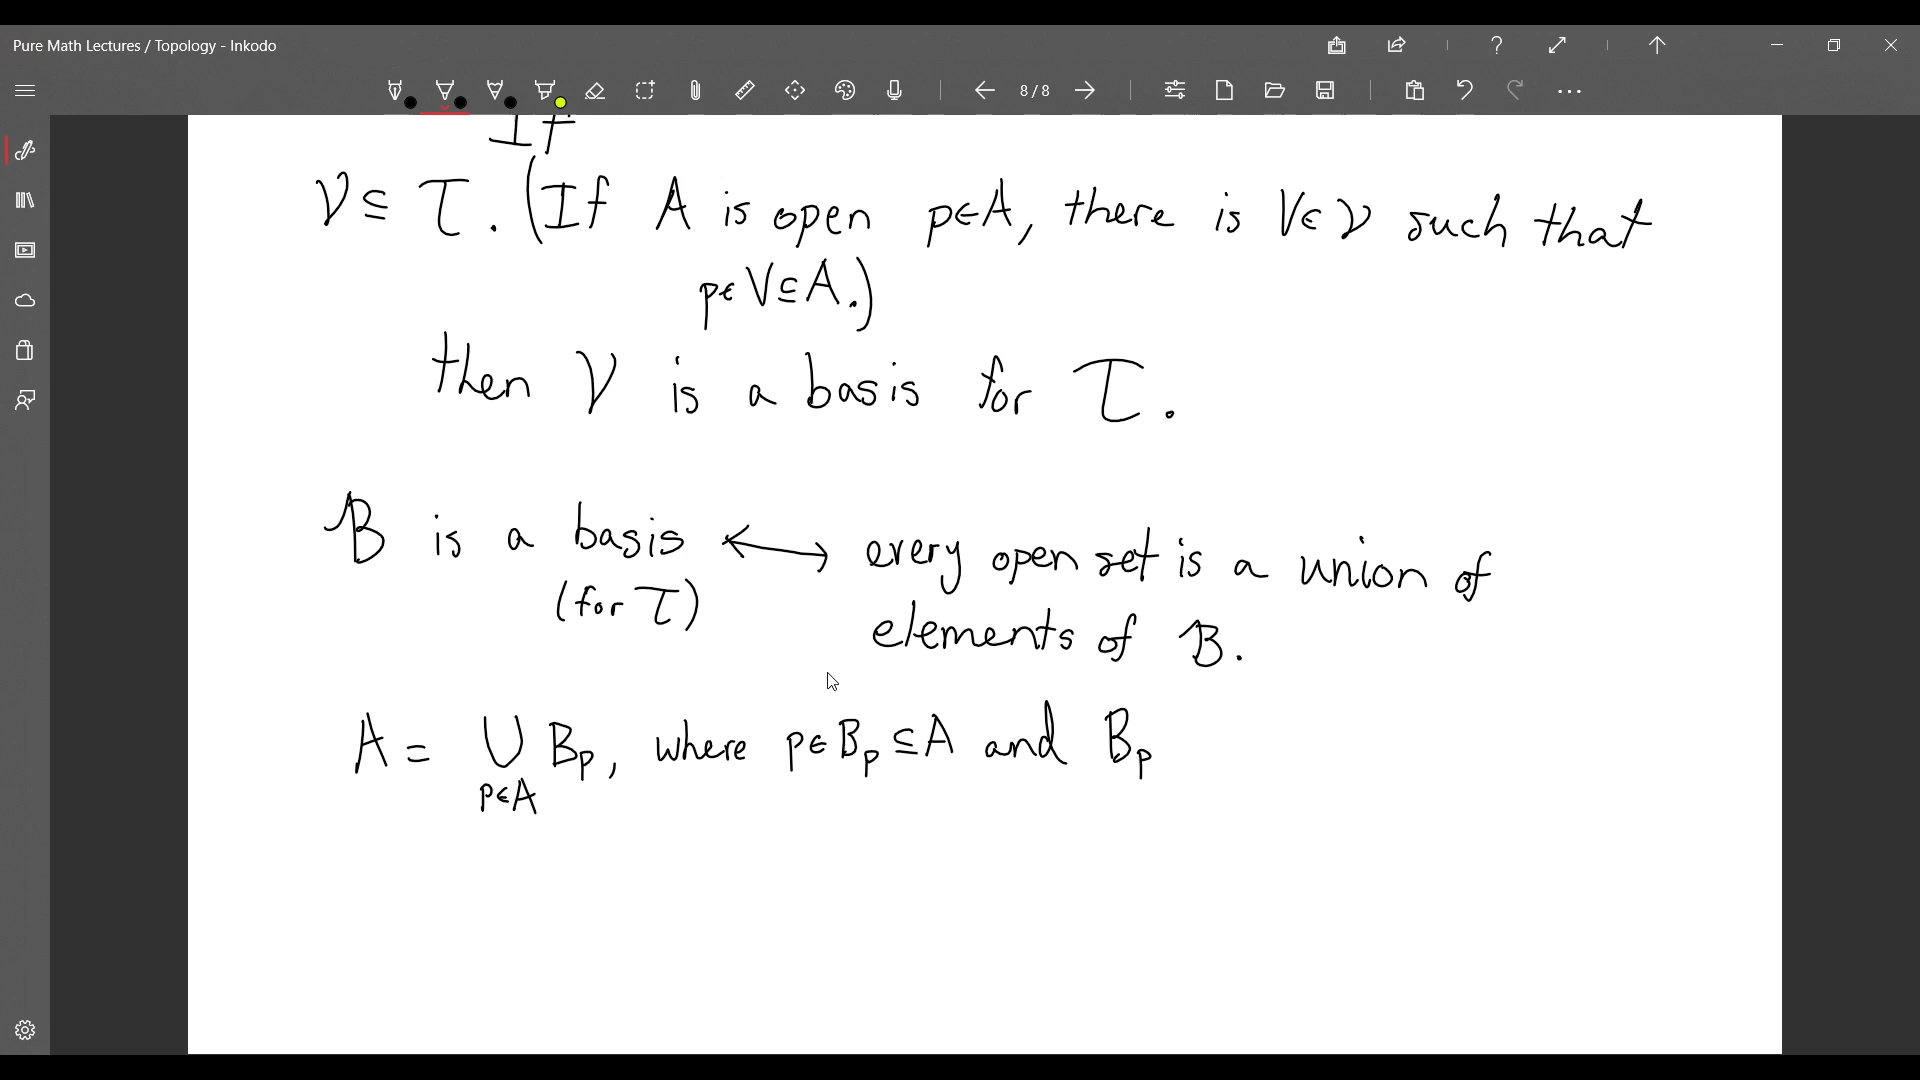 Pure Math Lectures / Topology - Inkodo
8 / 8
If
𝒱 ⊆ 𝒯. (If A is open p∈A, there is V∈𝒱 such that
p∈V⊆A.)
then 𝒱 is a basis for 𝒯.
ℬ is a basis ⟷ every open set is a union of
(for 𝒯)
elements of ℬ.
A = ∪ Bₚ, where p∈Bₚ⊆A and Bₚ
p∈A